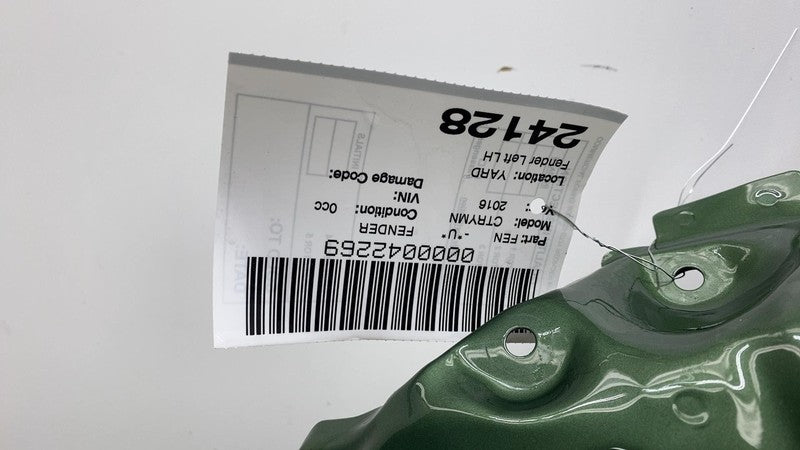 0000042269
Part: FEN FENDER
-"U"
Model: CTRYMN Condition: 0cc
2016 VIN:
Location: YARD Damage Code:
Fender Left LH
24128